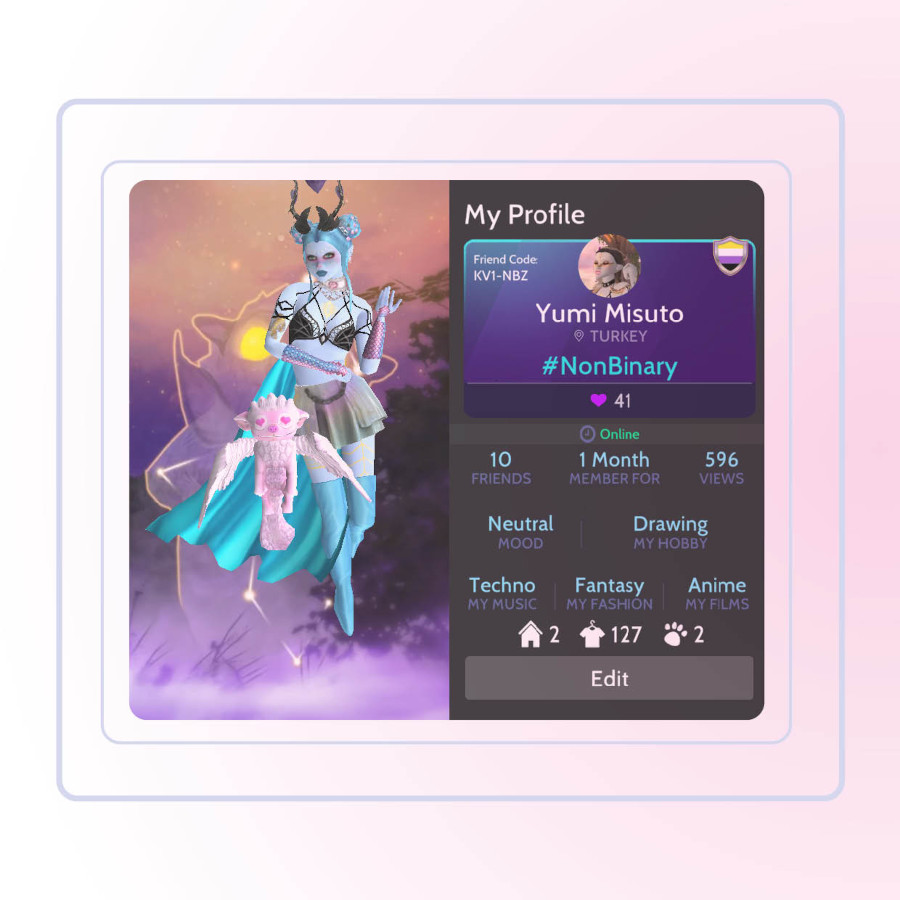 My Profile
Friend Code:
KV1-NBZ
Yumi Misuto
TURKEY
#NonBinary
41
Online
10 1 Month 596
FRIENDS MEMBER FOR VIEWS
Neutral Drawing
MOOD MY HOBBY
Techno Fantasy Anime
MY MUSIC MY FASHION MY FILMS
2 127 2
Edit